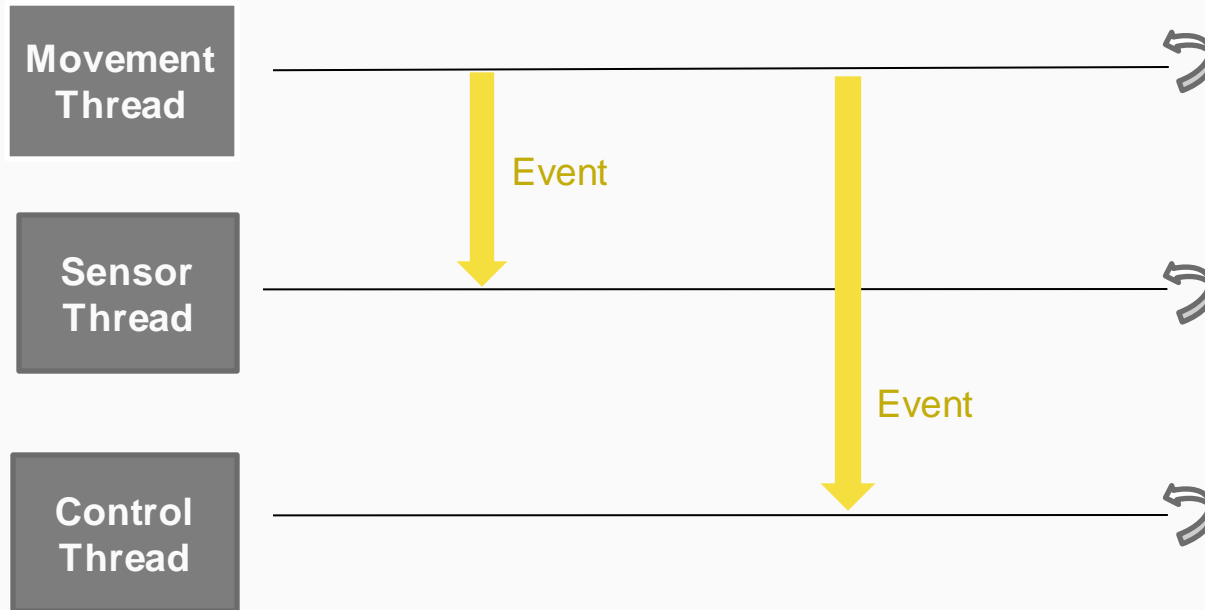 Movement
Thread
Event
Sensor
Thread
Event
Control
Thread